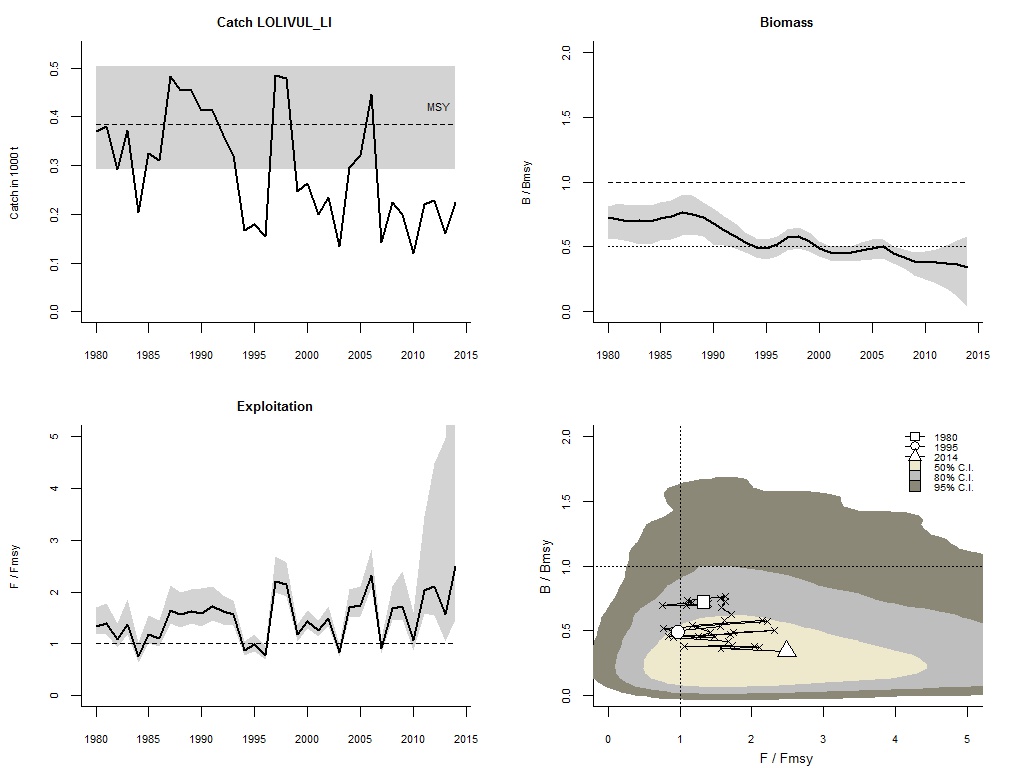 Catch LOLIVUL_LI
Catch in 1000 t
0.0 0.1 0.2 0.3 0.4 0.5
MSY
1980 1985 1990 1995 2000 2005 2010 2015
Biomass
B / Bmsy
0.0 0.5 1.0 1.5 2.0
1980 1985 1990 1995 2000 2005 2010 2015
Exploitation
F / Fmsy
0 1 2 3 4 5
1980 1985 1990 1995 2000 2005 2010 2015
B / Bmsy
0.0 0.5 1.0 1.5 2.0
1980
1995
2014
50% C.I.
80% C.I.
95% C.I.
0 1 2 3 4 5
F / Fmsy